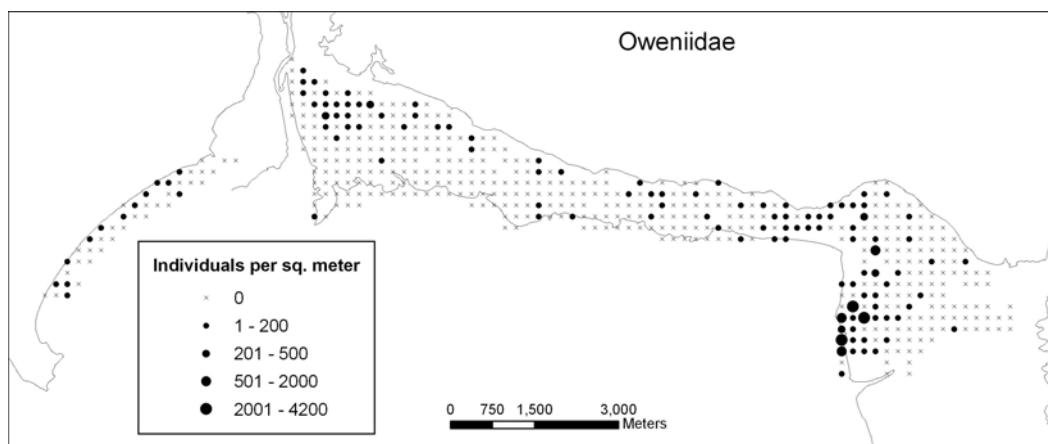 Oweniidae
Individuals per sq. meter
0
1 - 200
201 - 500
501 - 2000
2001 - 4200
0 750 1,500 3,000
Meters